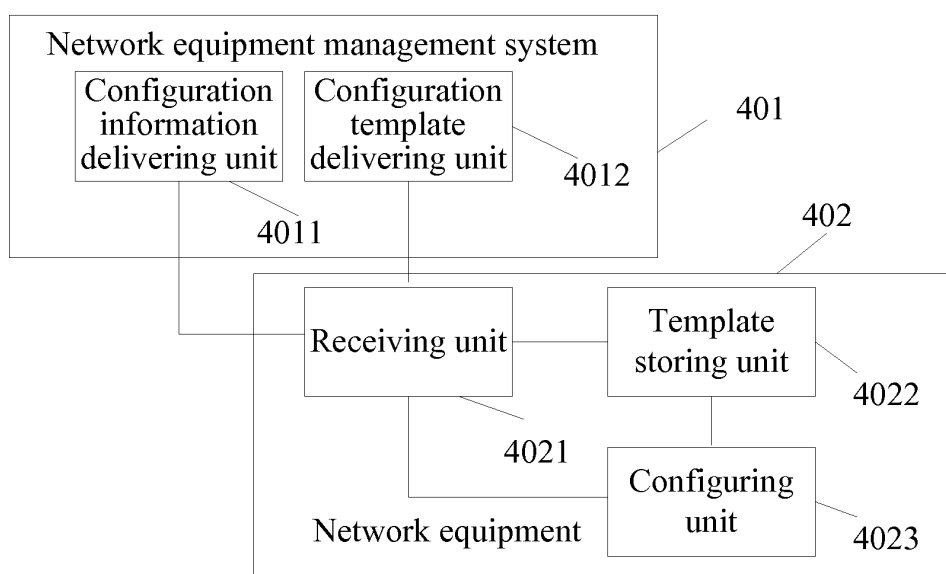 Network equipment management system
Configuration
information
delivering unit
Configuration
template
delivering unit
401
4012
4011
402
Receiving unit
Template
storing unit
4022
4021
Configuring
unit
Network equipment
4023